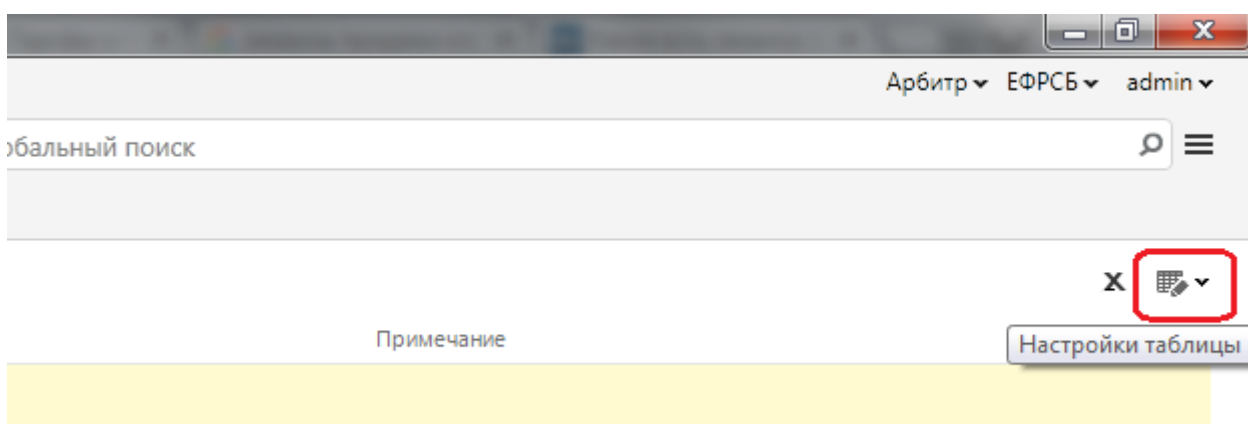 Арбитр ЕФРСБ admin
обальный поиск
X
Примечание
Настройки таблицы